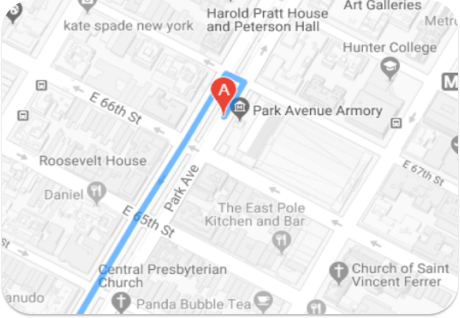 Art Galleries
Metro
Harold Pratt House
and Peterson Hall
kate spade new york
Hunter College
M
A
Park Avenue Armory
E 66th St
E 67th St
Roosevelt House
Park Ave
Daniel
The East Pole
Kitchen and Bar
E 65th St
St
Central Presbyterian
Church
Church of Saint
Vincent Ferrer
anudo
Panda Bubble Tea